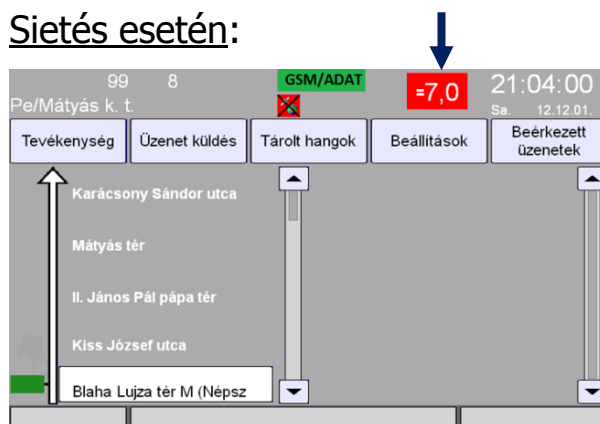 Sietés esetén:
99 8
GSM/ADAT
=7,0
21:04:00
Pe/Mátyás k. t.
Sa. 12.12.01.
Tevékenység
Üzenet küldés
Tárolt hangok
Beállítások
Beérkezett
üzenetek
Karácsony Sándor utca
Mátyás tér
II. János Pál pápa tér
Kiss József utca
Blaha Lujza tér M (Népsz